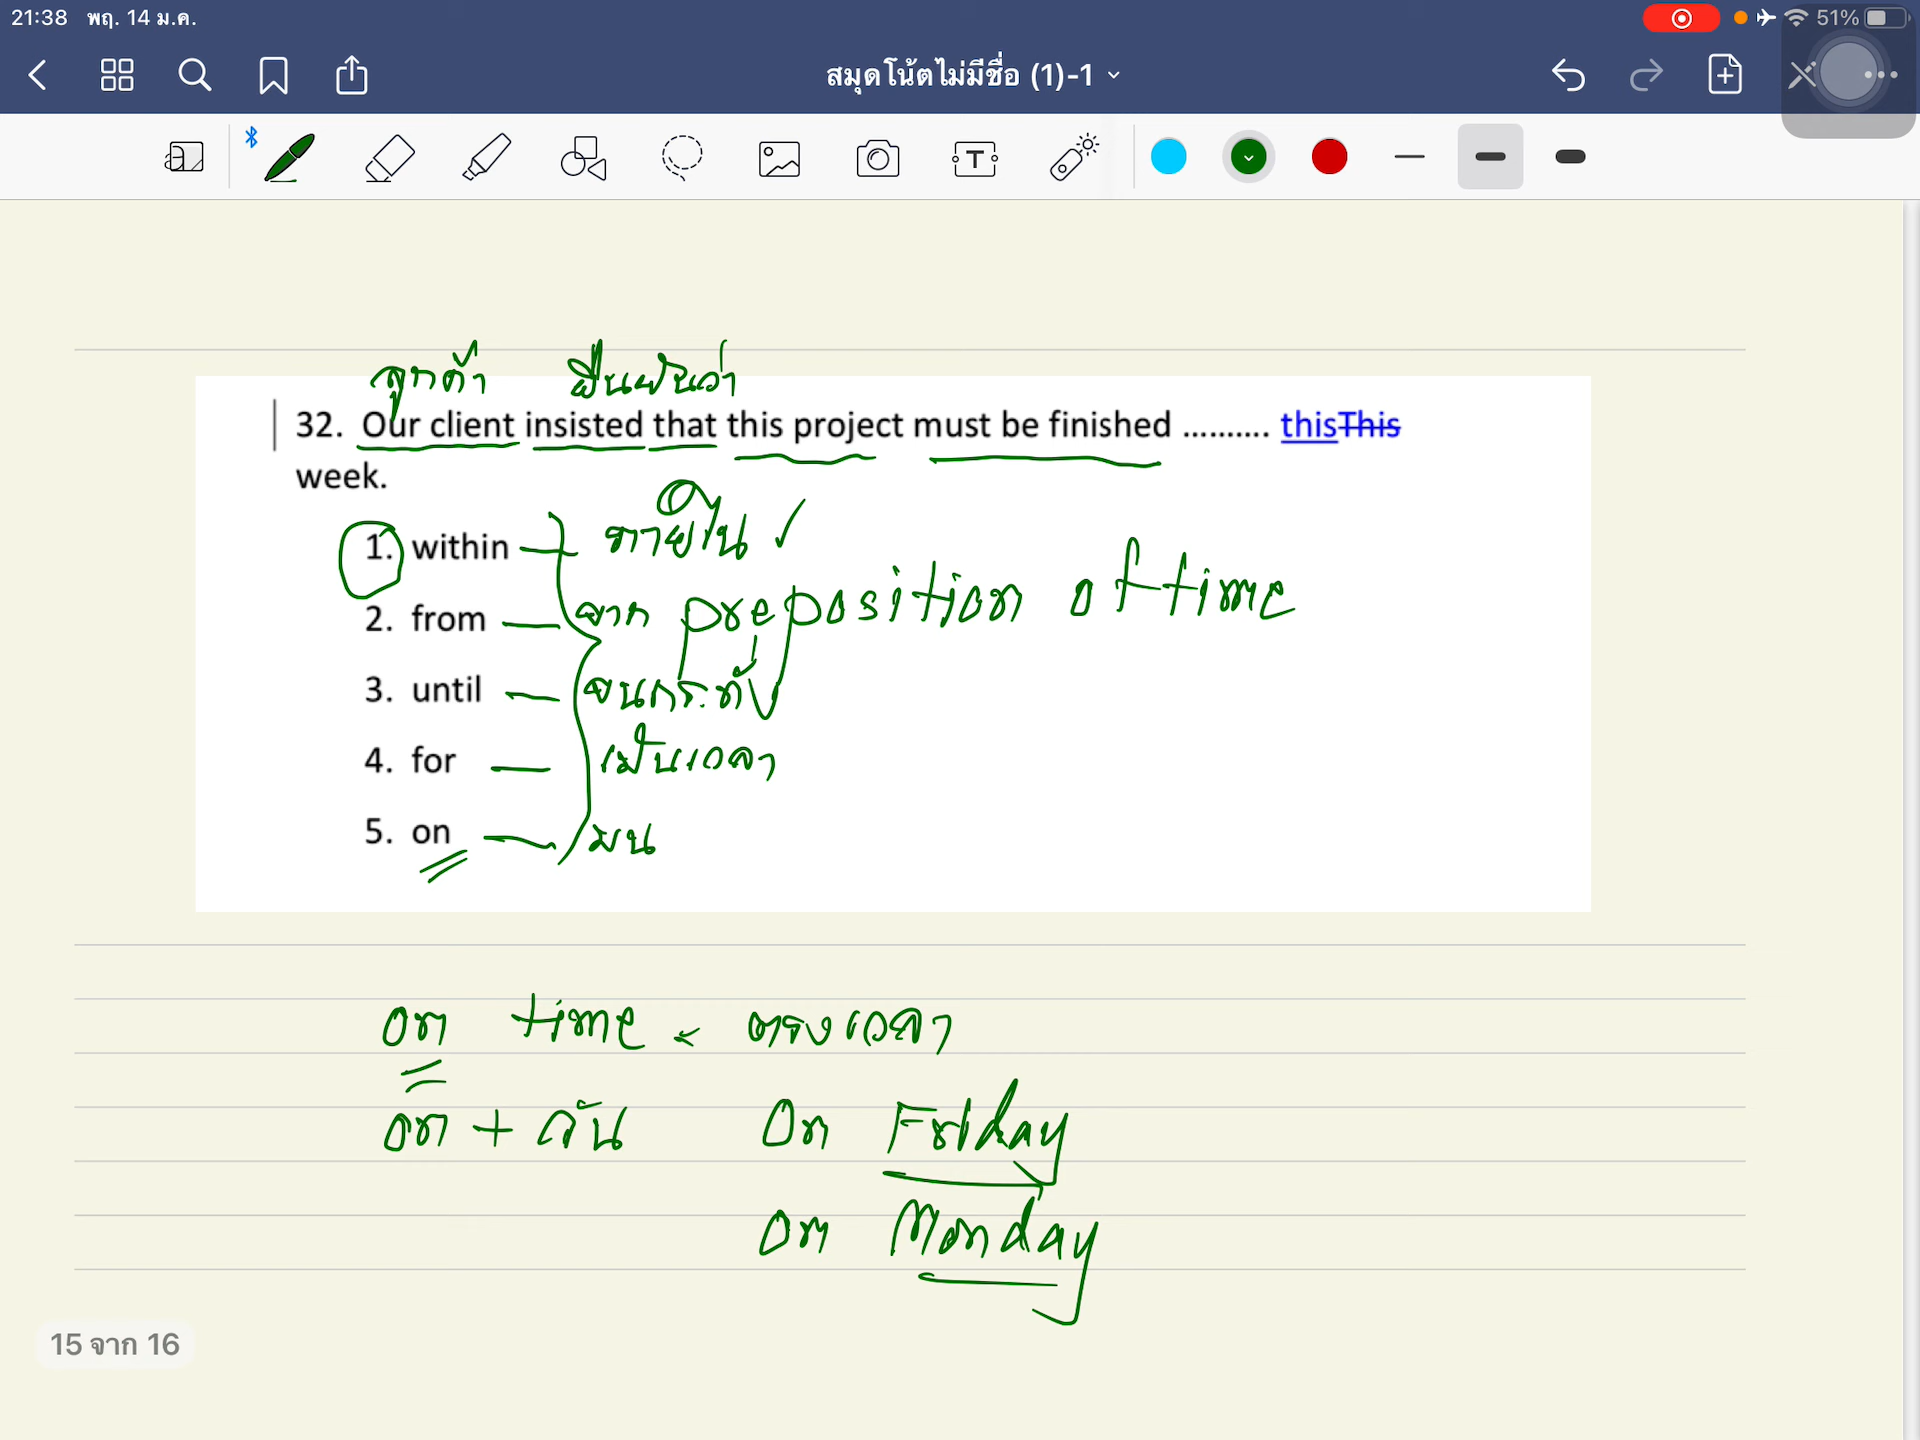 21:38 พฤ. 14 ม.ค.
51%
สมุดโน้ตไม่มีชื่อ (1)-1
ลูกค้า ยืนยันว่า
32. Our client insisted that this project must be finished .......... thisThis
week.
1. within ภายใน ✓
2. from จาก preposition of time
3. until จนกระทั่ง
4. for เป็นเวลา
5. on บน
on time = ตรงเวลา
on + วัน On Friday
on Monday
15 จาก 16